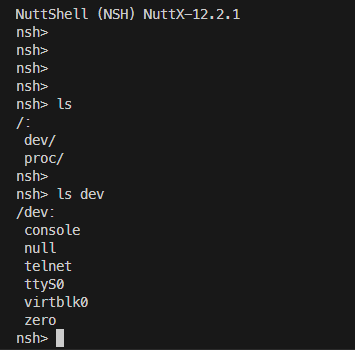 NuttShell (NSH) NuttX-12.2.1
nsh>
nsh>
nsh>
nsh>
nsh> ls
/:
 dev/
 proc/
nsh>
nsh> ls dev
/dev:
 console
 null
 telnet
 ttyS0
 virtblk0
 zero
nsh>